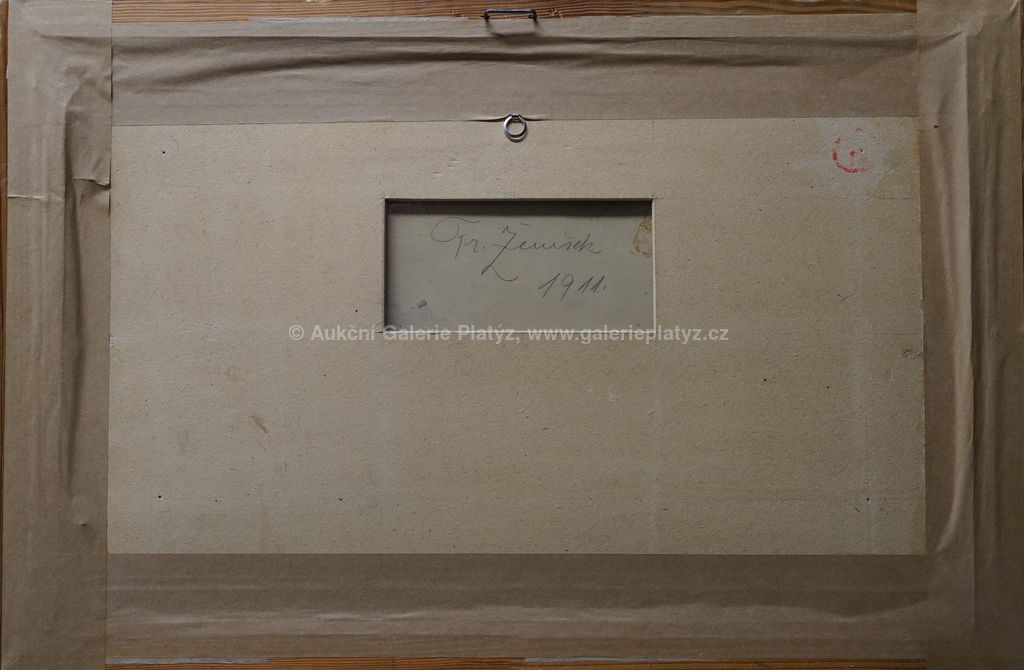 Fr. Ženíšek
1911.
© Aukční Galerie Platýz, www.galerieplatyz.cz